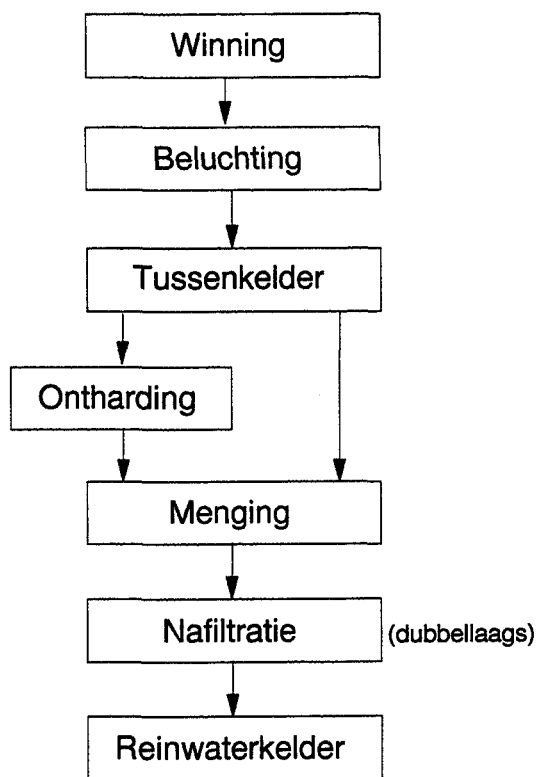 Winning
Beluchting
Tussenkelder
Ontharding
Menging
Nafiltratie (dubbellaags)
Reinwaterkelder